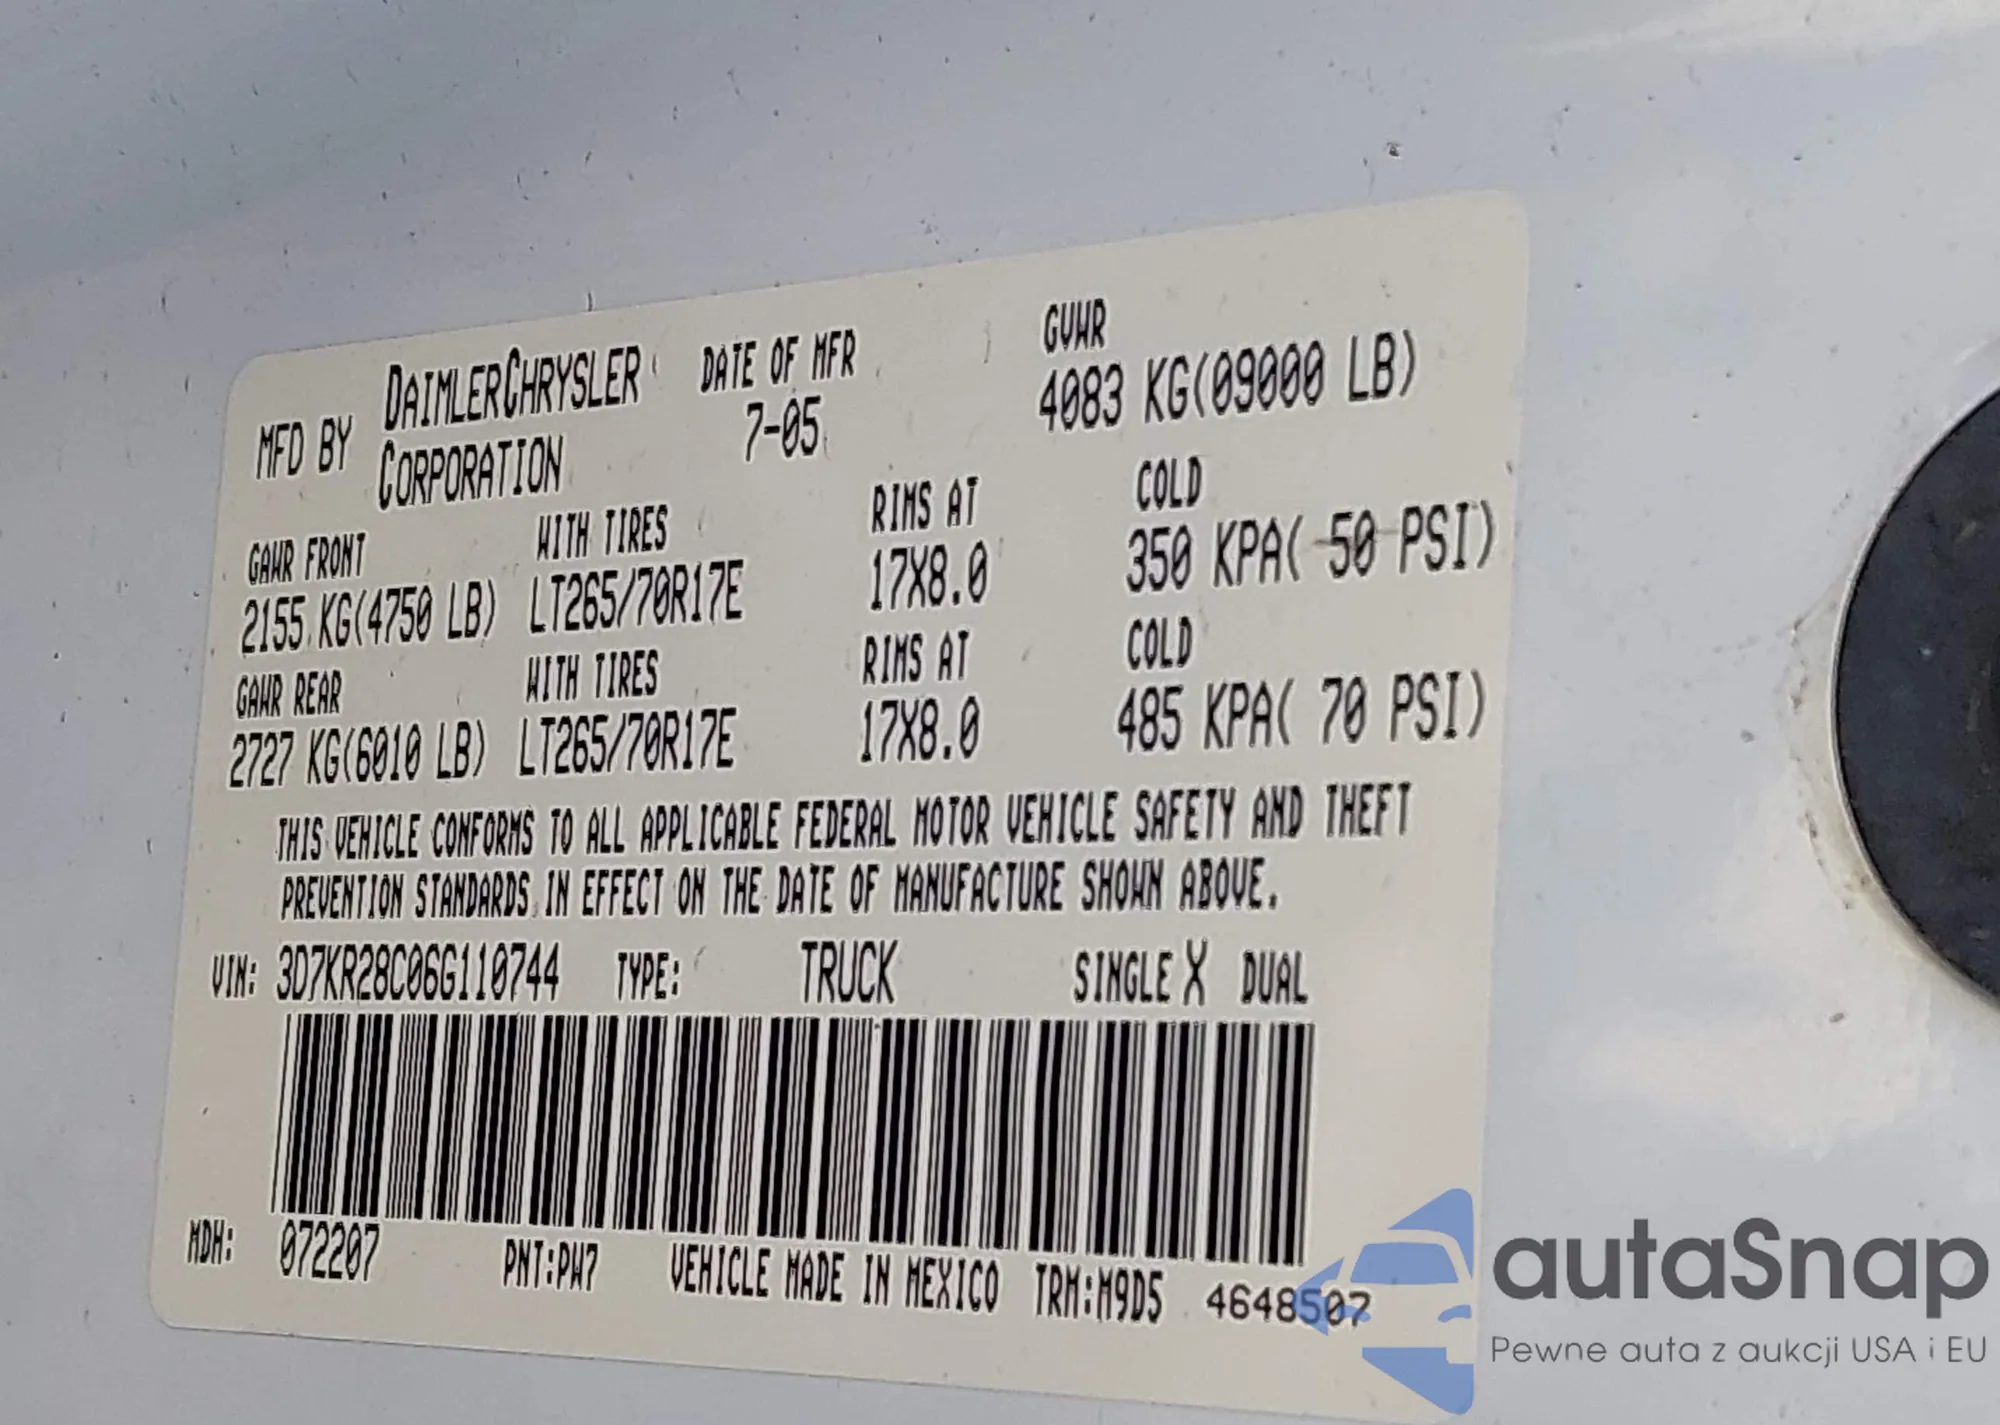 MFD BY DAIMLERCHRYSLER CORPORATION DATE OF MFR 7-05 GVWR 4083 KG(09000 LB)
GAWR FRONT WITH TIRES RIMS AT COLD
2155 KG(4750 LB) LT265/70R17E 17X8.0 350 KPA( 50 PSI)
GAWR REAR WITH TIRES RIMS AT COLD
2727 KG(6010 LB) LT265/70R17E 17X8.0 485 KPA( 70 PSI)
THIS VEHICLE CONFORMS TO ALL APPLICABLE FEDERAL MOTOR VEHICLE SAFETY AND THEFT
PREVENTION STANDARDS IN EFFECT ON THE DATE OF MANUFACTURE SHOWN ABOVE.
VIN: 3D7KR28C06G110744 TYPE: TRUCK SINGLE X DUAL
MDH: 072207 PNT:PW7 VEHICLE MADE IN MEXICO TRM:M9D5 4648507
autaSnap
Pewne auta z aukcji USA i EU